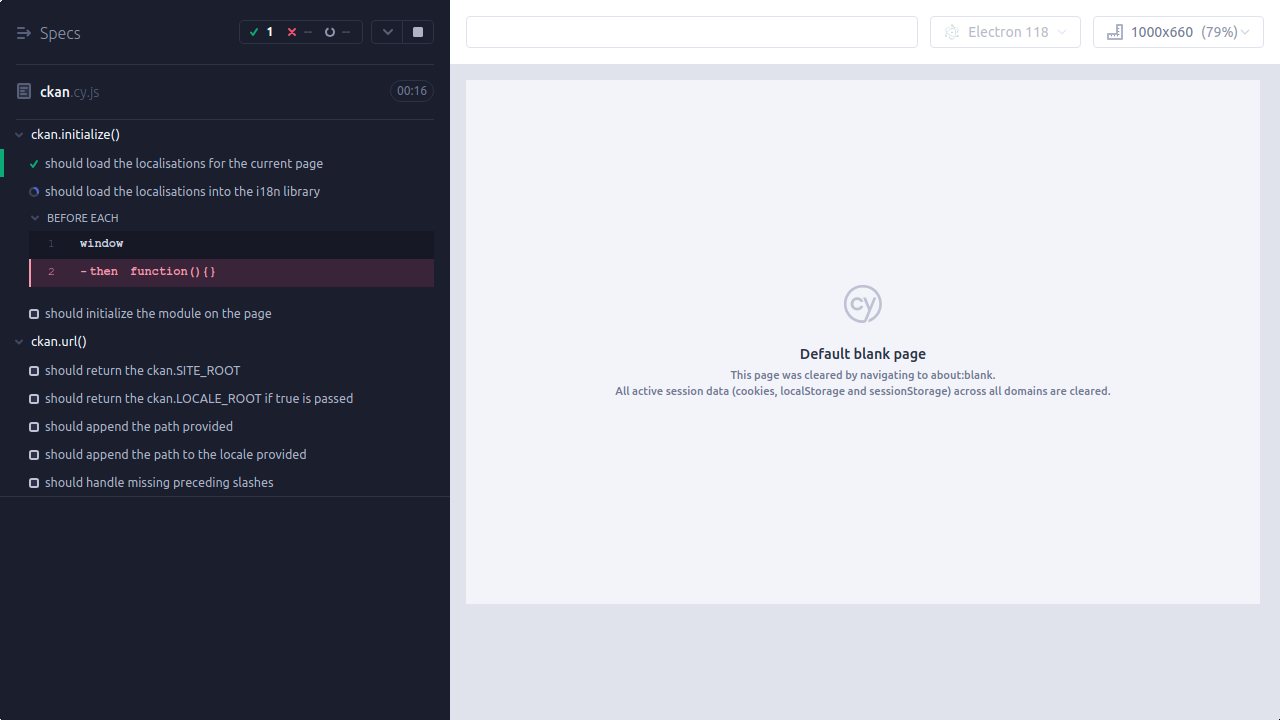 Specs
1
--
--
ckan.cy.js
00:16
ckan.initialize()
should load the localisations for the current page
should load the localisations into the i18n library
BEFORE EACH
1 window
2 -then function(){}
should initialize the module on the page
ckan.url()
should return the ckan.SITE_ROOT
should return the ckan.LOCALE_ROOT if true is passed
should append the path provided
should append the path to the locale provided
should handle missing preceding slashes
Electron 118
1000x660 (79%)
cy
Default blank page
This page was cleared by navigating to about:blank.
All active session data (cookies, localStorage and sessionStorage) across all domains are cleared.